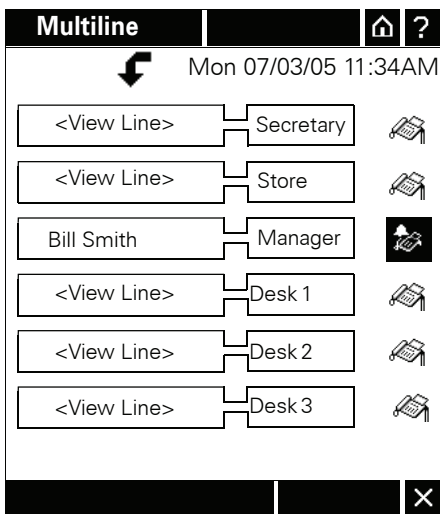 Multiline ?
Mon 07/03/05 11:34AM
<View Line> Secretary
<View Line> Store
Bill Smith Manager
<View Line> Desk 1
<View Line> Desk 2
<View Line> Desk 3